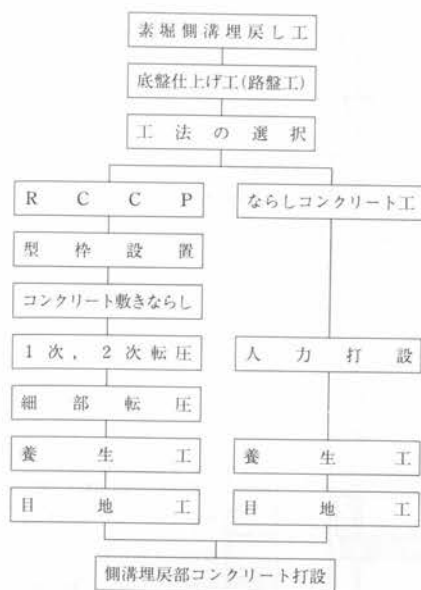 素堀側溝埋戻し工
底盤仕上げ工(路盤工)
工法の選択
RCCP
ならしコンクリート工
型枠設置
コンクリート敷きならし
1次，2次転圧
人力打設
細部転圧
養生工
養生工
目地工
目地工
側溝埋戻部コンクリート打設